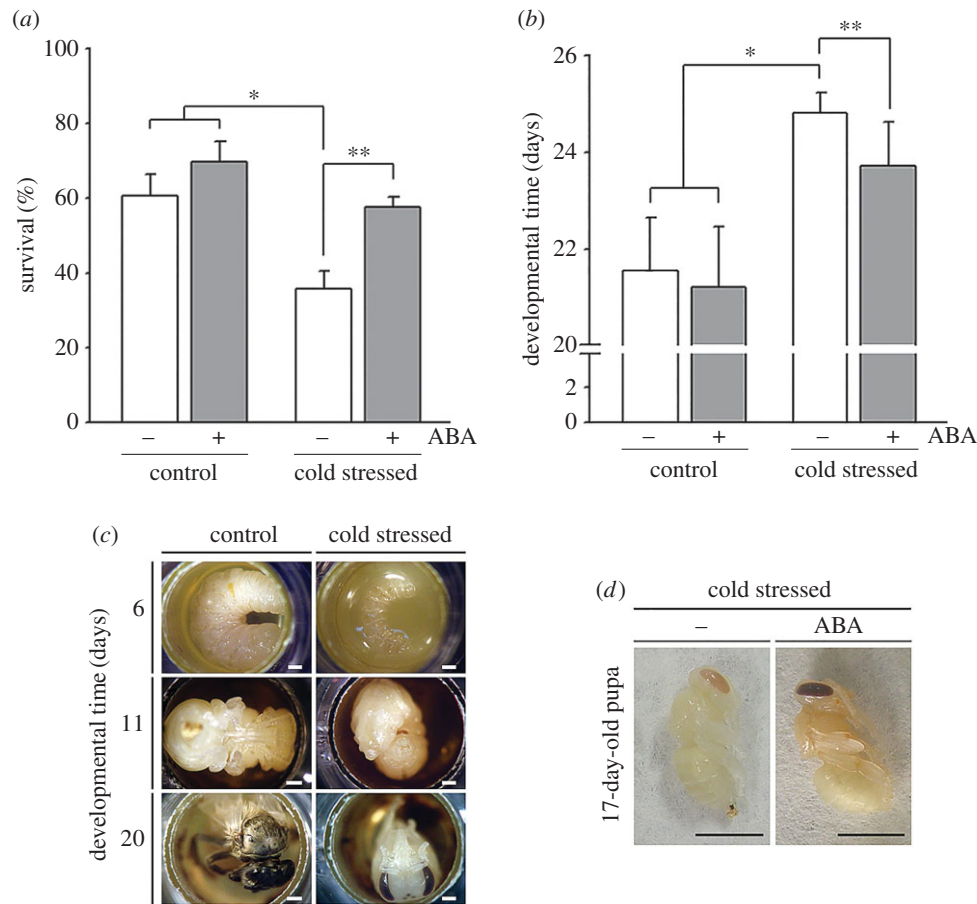 (a)
100
80
60
40
20
0
survival (%)
*
**
– + – + ABA
control cold stressed
(b)
26
24
22
20
2
0
developmental time (days)
*
**
– + – + ABA
control cold stressed
(c)
control cold stressed
developmental time (days)
6
11
20
(d)
cold stressed
– ABA
17-day-old pupa